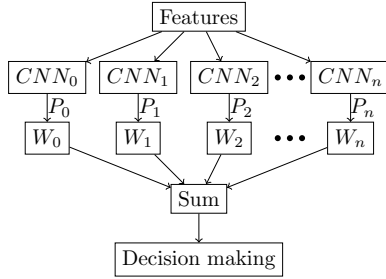 Features
CNN₀ CNN₁ CNN₂ ••• CNNₙ
P₀ P₁ P₂ Pₙ
W₀ W₁ W₂ ••• Wₙ
Sum
Decision making